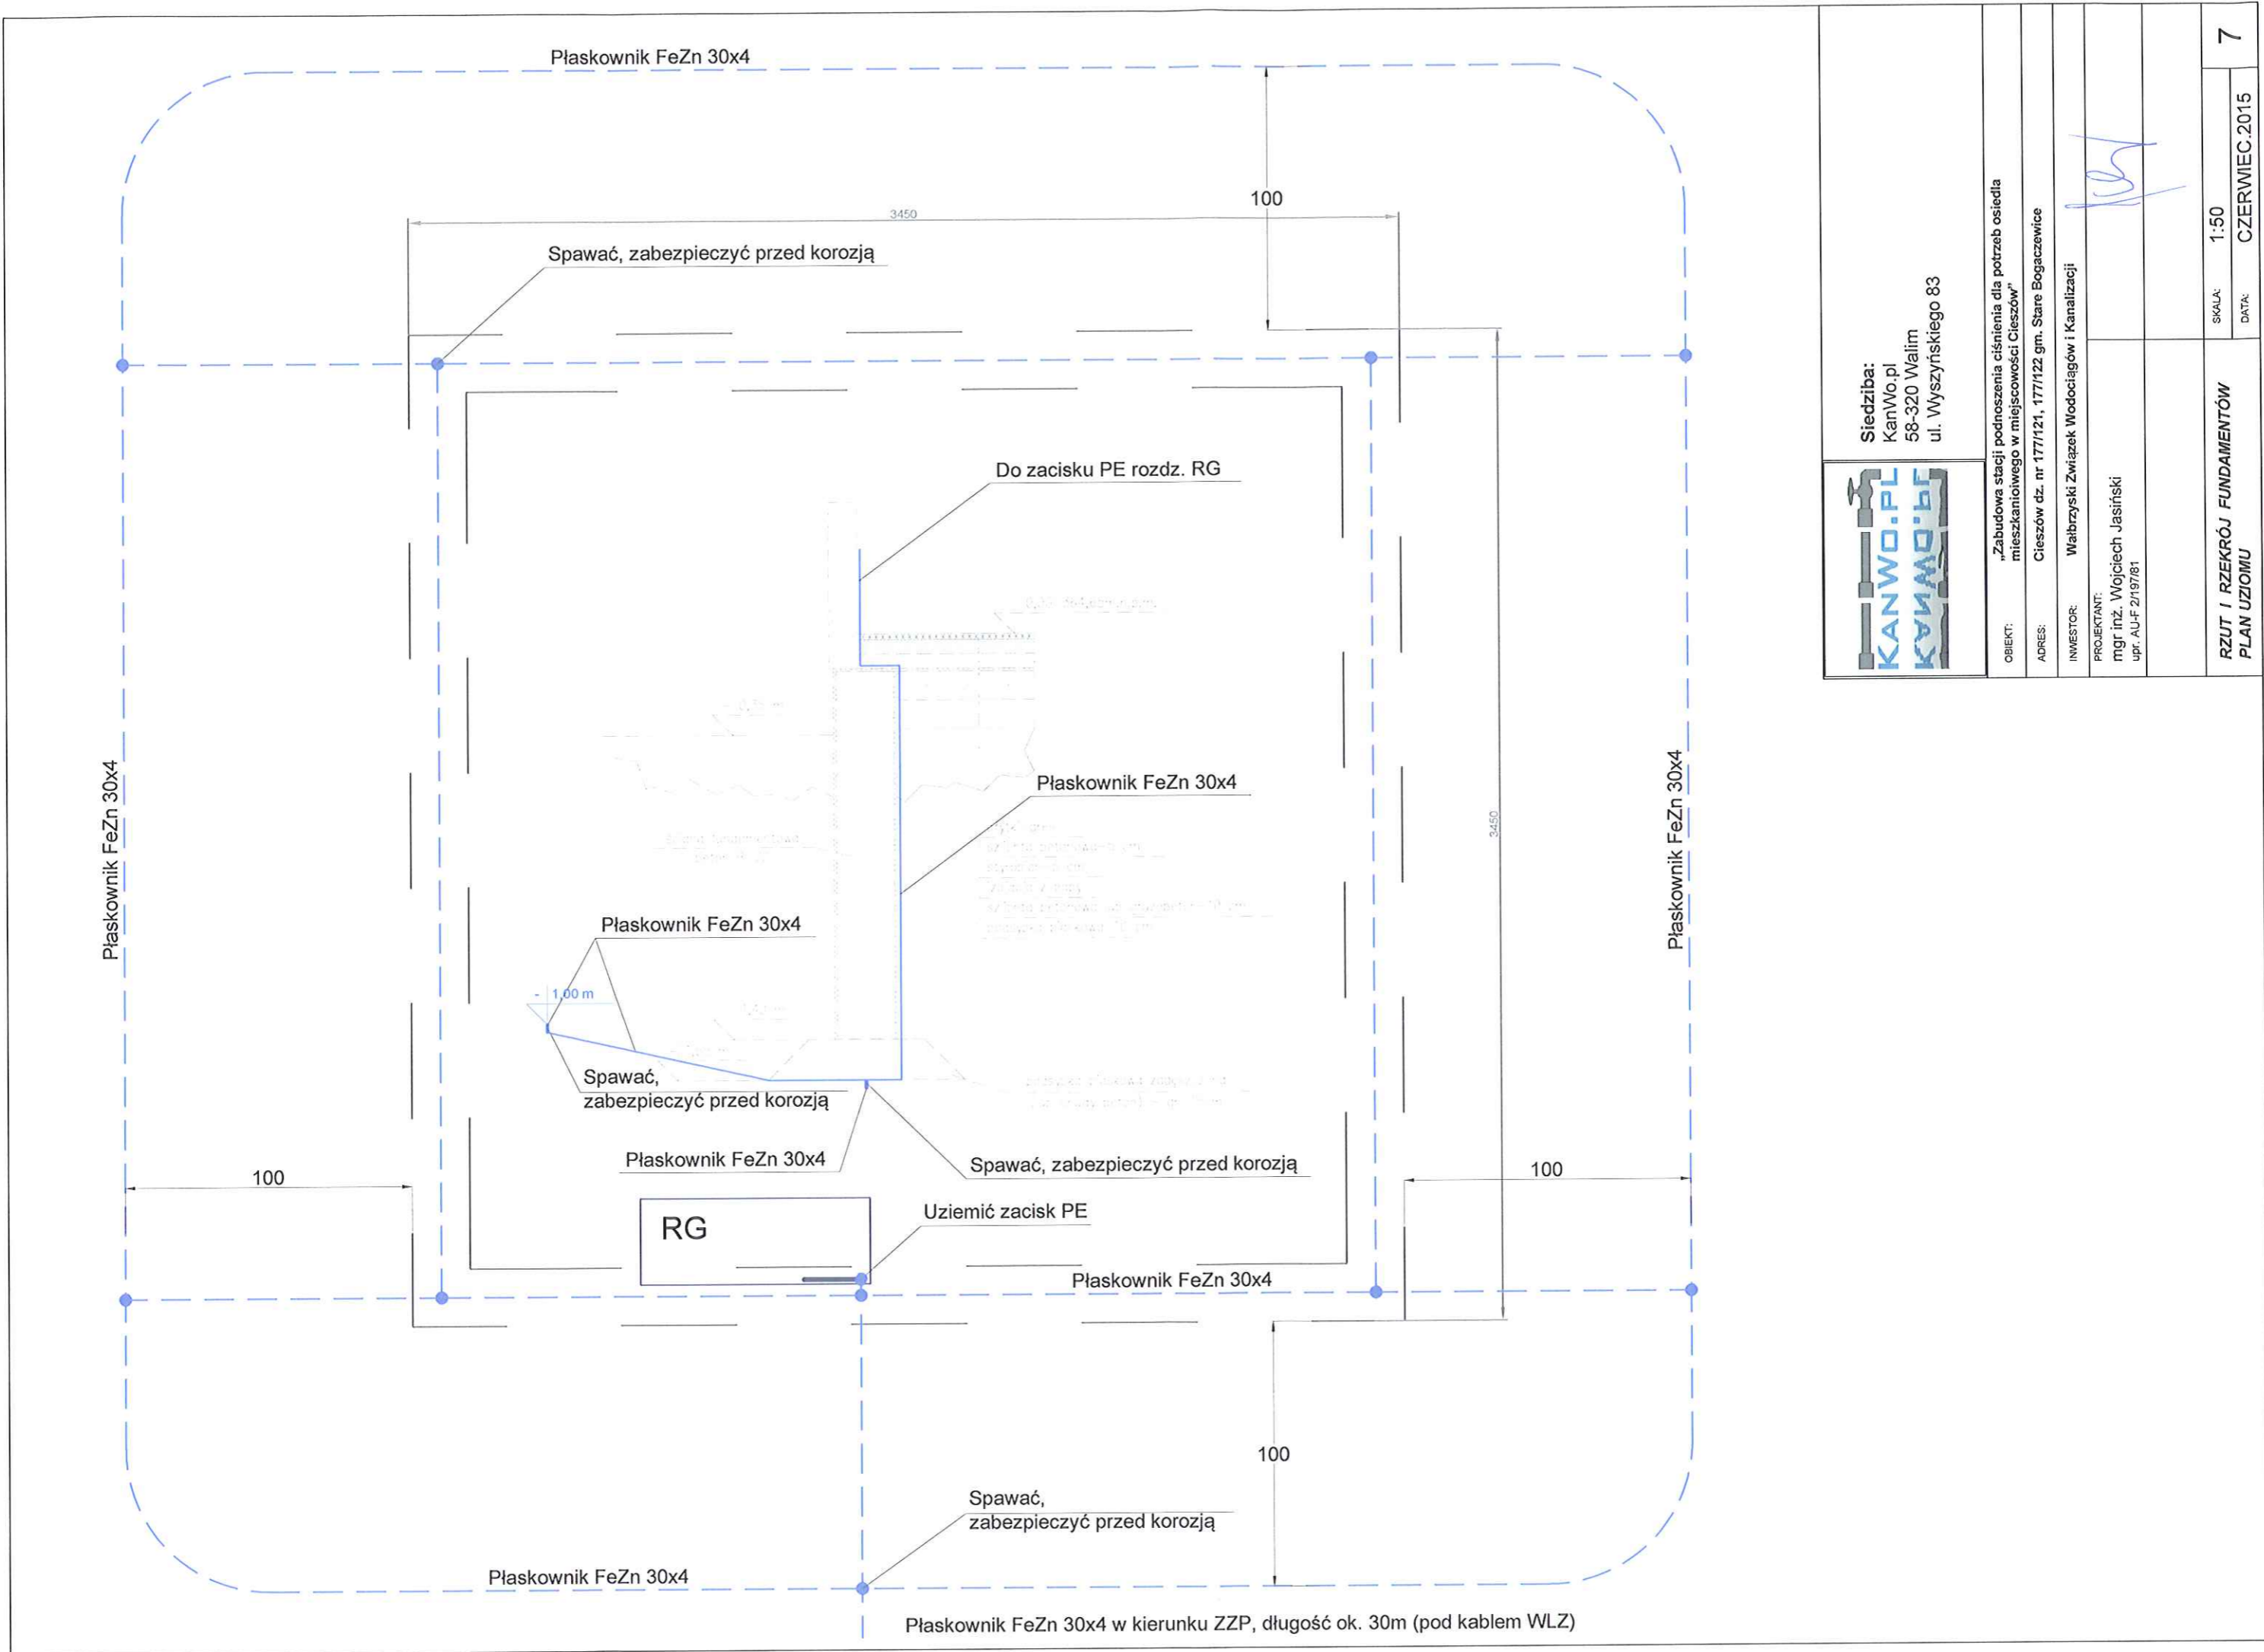 Płaskownik FeZn 30x4
100
3450
Spawać, zabezpieczyć przed korozją
Do zacisku PE rozdz. RG
Płaskownik FeZn 30x4
Płaskownik FeZn 30x4
Płaskownik FeZn 30x4
3450
Płaskownik FeZn 30x4
- 1,00 m
Spawać,
zabezpieczyć przed korozją
Płaskownik FeZn 30x4
Spawać, zabezpieczyć przed korozją
100
100
RG
Uziemić zacisk PE
Płaskownik FeZn 30x4
100
Spawać,
zabezpieczyć przed korozją
Płaskownik FeZn 30x4
Płaskownik FeZn 30x4 w kierunku ZZP, długość ok. 30m (pod kablem WLZ)
KANWO.PL
Siedziba:
KanWo.pl
58-320 Walim
ul. Wyszyńskiego 83
OBIEKT: „Zabudowa stacji podnoszenia ciśnienia dla potrzeb osiedla
mieszkanioiwego w miejscowości Cieszów”
ADRES: Cieszów dz. nr 177/121, 177/122 gm. Stare Bogaczewice
INWESTOR: Wałbrzyski Związek Wodociągów i Kanalizacji
PROJEKTANT:
mgr inż. Wojciech Jasiński
upr. AU-F 2/197/81
RZUT I RZEKRÓJ FUNDAMENTÓW
PLAN UZIOMU
SKALA: 1:50
DATA: CZERWIEC.2015
7